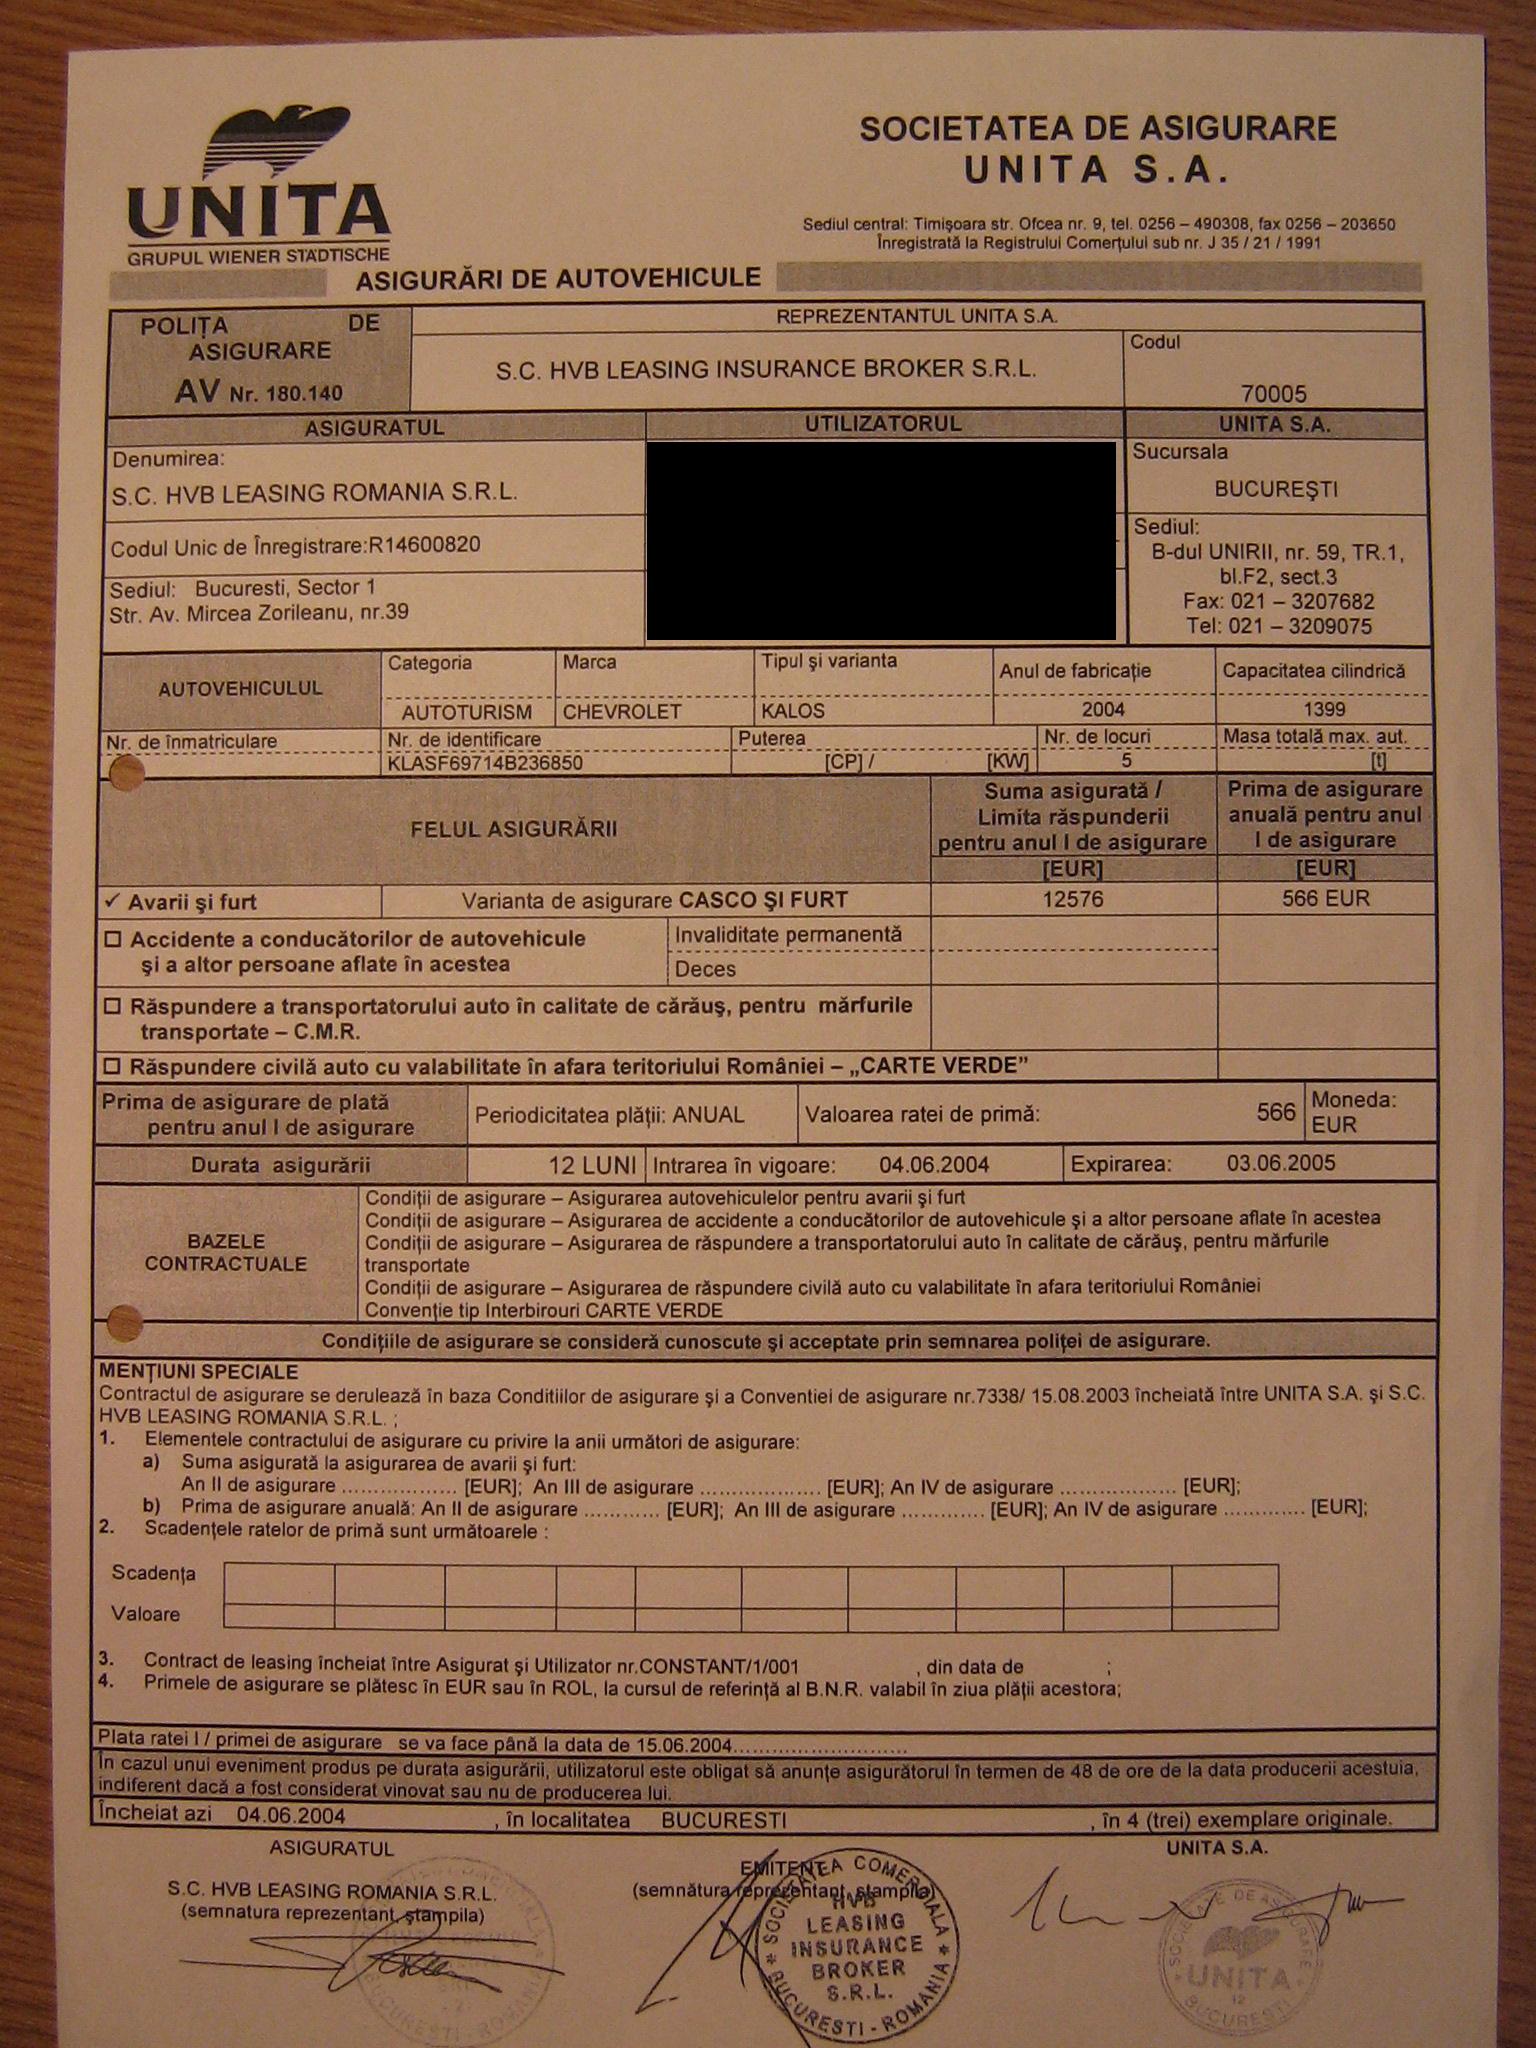 UNITA
GRUPUL WIENER STÄDTISCHE
SOCIETATEA DE ASIGURARE
UNITA S.A.
Sediul central: Timişoara str. Ofcea nr. 9, tel. 0256 – 490308, fax 0256 – 203650
Înregistrată la Registrului Comerţului sub nr. J 35 / 21 / 1991
ASIGURĂRI DE AUTOVEHICULE
POLIŢA DE
ASIGURARE
AV Nr. 180.140
REPREZENTANTUL UNITA S.A.
S.C. HVB LEASING INSURANCE BROKER S.R.L.
Codul
70005
ASIGURATUL
UTILIZATORUL
UNITA S.A.
Denumirea:
S.C. HVB LEASING ROMANIA S.R.L.
Sucursala
BUCUREŞTI
Codul Unic de Înregistrare:R14600820
Sediul: Bucuresti, Sector 1
Str. Av. Mircea Zorileanu, nr.39
Sediul:
B-dul UNIRII, nr. 59, TR.1,
bl.F2, sect.3
Fax: 021 – 3207682
Tel: 021 – 3209075
AUTOVEHICULUL
Categoria
AUTOTURISM
Marca
CHEVROLET
Tipul şi varianta
KALOS
Anul de fabricaţie
2004
Capacitatea cilindrică
1399
Nr. de înmatriculare
Nr. de identificare
KLASF69714B236850
Puterea
[CP] / [KW]
Nr. de locuri
5
Masa totală max. aut.
[t]
FELUL ASIGURĂRII
Suma asigurată /
Limita răspunderii
pentru anul I de asigurare
[EUR]
Prima de asigurare
anuală pentru anul
I de asigurare
[EUR]
✓ Avarii şi furt
Varianta de asigurare CASCO ŞI FURT
12576
566 EUR
☐ Accidente a conducătorilor de autovehicule
şi a altor persoane aflate în acestea
Invaliditate permanentă
Deces
☐ Răspundere a transportatorului auto în calitate de cărăuş, pentru mărfurile
transportate – C.M.R.
☐ Răspundere civilă auto cu valabilitate în afara teritoriului României – „CARTE VERDE”
Prima de asigurare de plată
pentru anul I de asigurare
Periodicitatea plăţii: ANUAL
Valoarea ratei de primă: 566
Moneda:
EUR
Durata asigurării
12 LUNI
Intrarea în vigoare: 04.06.2004
Expirarea: 03.06.2005
BAZELE
CONTRACTUALE
Condiţii de asigurare – Asigurarea autovehiculelor pentru avarii şi furt
Condiţii de asigurare – Asigurarea de accidente a conducătorilor de autovehicule şi a altor persoane aflate în acestea
Condiţii de asigurare – Asigurarea de răspundere a transportatorului auto în calitate de cărăuş, pentru mărfurile
transportate
Condiţii de asigurare – Asigurarea de răspundere civilă auto cu valabilitate în afara teritoriului României
Convenţie tip Interbirouri CARTE VERDE
Condiţiile de asigurare se consideră cunoscute şi acceptate prin semnarea poliţei de asigurare.
MENŢIUNI SPECIALE
Contractul de asigurare se derulează în baza Conditiilor de asigurare şi a Conventiei de asigurare nr.7338/ 15.08.2003 încheiată între UNITA S.A. şi S.C.
HVB LEASING ROMANIA S.R.L. ;
1. Elementele contractului de asigurare cu privire la anii următori de asigurare:
a) Suma asigurată la asigurarea de avarii şi furt:
An II de asigurare .................. [EUR]; An III de asigurare ................... [EUR]; An IV de asigurare .................. [EUR];
b) Prima de asigurare anuală: An II de asigurare ............ [EUR]; An III de asigurare ............. [EUR]; An IV de asigurare ............. [EUR];
2. Scadenţele ratelor de primă sunt următoarele :
Scadenţa
Valoare
3. Contract de leasing încheiat între Asigurat şi Utilizator nr.CONSTANT/1/001 , din data de ;
4. Primele de asigurare se plătesc în EUR sau în ROL, la cursul de referinţă al B.N.R. valabil în ziua plăţii acestora;
Plata ratei I / primei de asigurare se va face până la data de 15.06.2004............................
În cazul unui eveniment produs pe durata asigurării, utilizatorul este obligat să anunţe asigurătorul în termen de 48 de ore de la data producerii acestuia,
indiferent dacă a fost considerat vinovat sau nu de producerea lui.
Încheiat azi 04.06.2004 , în localitatea BUCURESTI , în 4 (trei) exemplare originale.
ASIGURATUL
S.C. HVB LEASING ROMANIA S.R.L.
(semnatura reprezentant, ştampila)
EMITENT
(semnătura reprezentant, ştampila)
UNITA S.A.
SOCIETATEA COMERCIALA
HVB
LEASING
INSURANCE
BROKER
S.R.L.
* BUCURESTI - ROMANIA *
SOCIETATE DE ASIGURARE
UNITA
12
BUCURESTI
BUCURESTI - ROMANIA